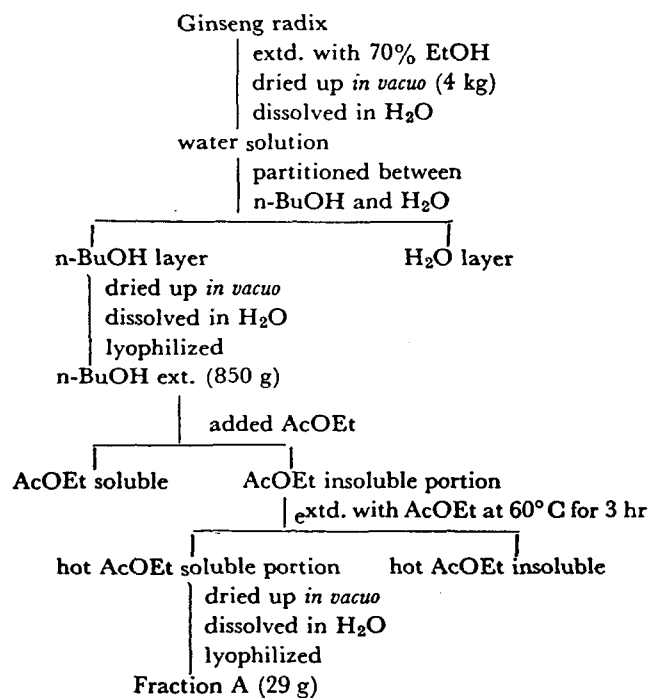 Ginseng radix
extd. with 70% EtOH
dried up in vacuo (4 kg)
dissolved in H₂O
water solution
partitioned between
n-BuOH and H₂O
n-BuOH layer H₂O layer
dried up in vacuo
dissolved in H₂O
lyophilized
n-BuOH ext. (850 g)
added AcOEt
AcOEt soluble AcOEt insoluble portion
extd. with AcOEt at 60°C for 3 hr
hot AcOEt soluble portion hot AcOEt insoluble
dried up in vacuo
dissolved in H₂O
lyophilized
Fraction A (29 g)